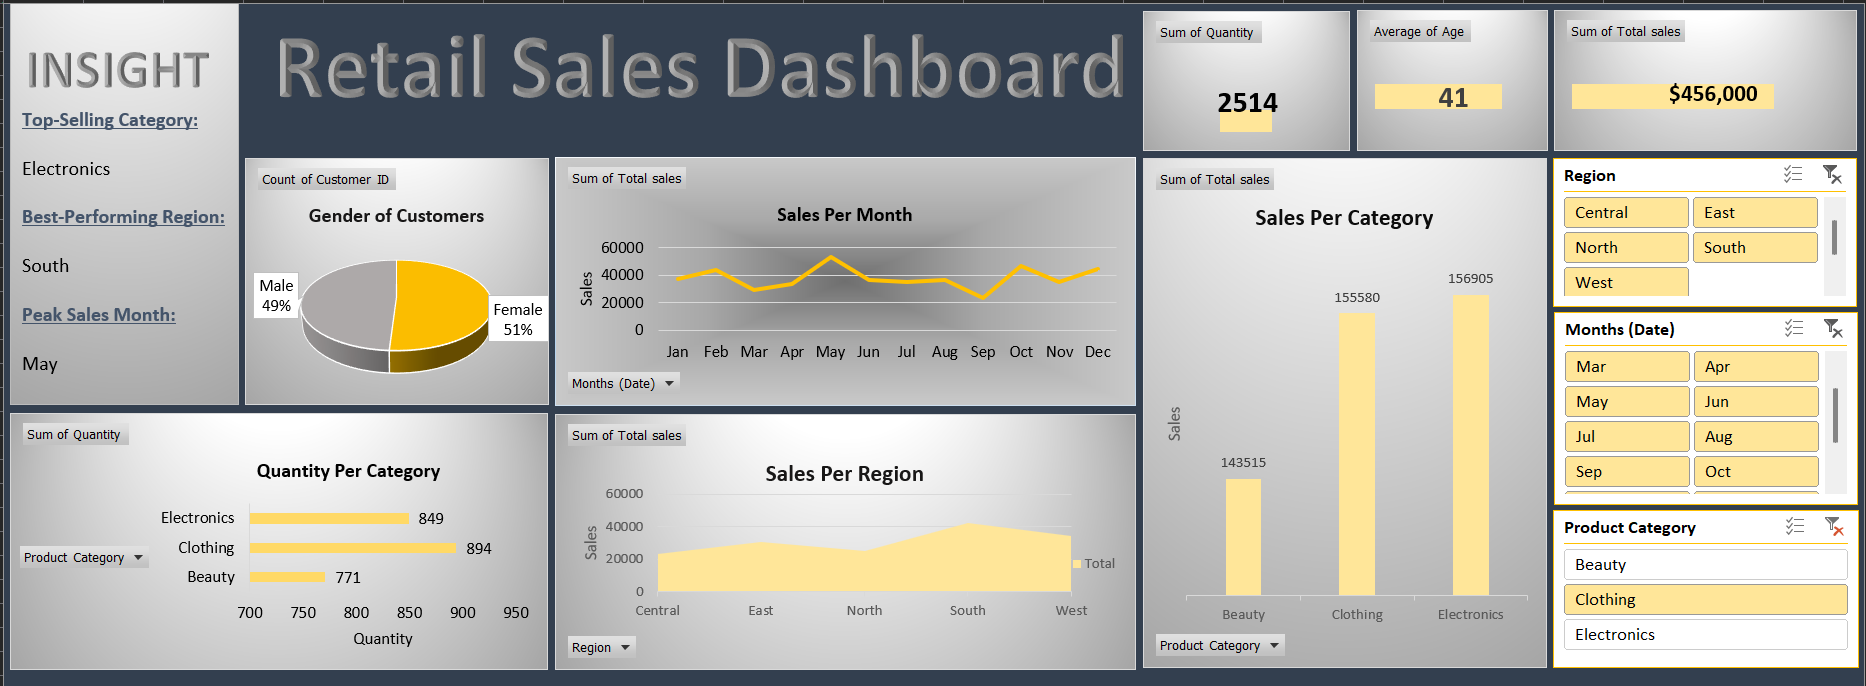 INSIGHT
Top-Selling Category:
Electronics
Best-Performing Region:
South
Peak Sales Month:
May
Retail Sales Dashboard
Sum of Quantity
2514
Average of Age
41
Sum of Total sales
$456,000
Count of Customer ID
Gender of Customers
Male
49%
Female
51%
Sum of Total sales
Sales Per Month
Sales
60000
40000
20000
0
Jan Feb Mar Apr May Jun Jul Aug Sep Oct Nov Dec
Months (Date)
Sum of Total sales
Sales Per Category
Sales
143515
155580
156905
Beauty Clothing Electronics
Product Category
Region
Central East
North South
West
Months (Date)
Mar Apr
May Jun
Jul Aug
Sep Oct
Product Category
Beauty
Clothing
Electronics
Sum of Quantity
Quantity Per Category
Product Category
Electronics 849
Clothing 894
Beauty 771
700 750 800 850 900 950
Quantity
Sum of Total sales
Sales Per Region
Sales
60000
40000
20000
0
Central East North South West
Total
Region